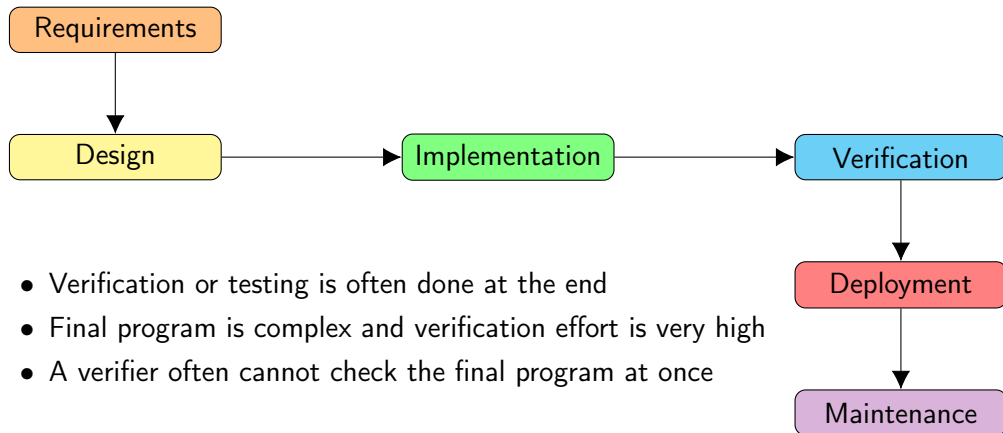 Requirements
Design
Implementation
Verification
Deployment
• Verification or testing is often done at the end
• Final program is complex and verification effort is very high
• A verifier often cannot check the final program at once
Maintenance